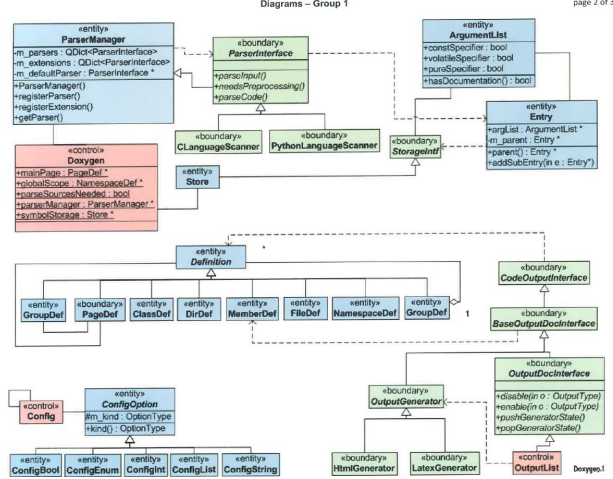 Diagrams – Group 1
page 2 of 3
«entity»
ParserManager
-m_parsers : QDict<ParserInterface>
-m_extensions : QDict<ParserInterface>
-m_defaultParser : ParserInterface *
+ParserManager()
+registerParser()
+registerExtension()
+getParser()
«boundary»
ParserInterface
+parseInput()
+needsPreprocessing()
+parseCode()
«entity»
ArgumentList
+constSpecifier : bool
+volatileSpecifier : bool
+pureSpecifier : bool
+hasDocumentation() : bool
«entity»
Entry
+argList : ArgumentList *
-m_parent : Entry *
+parent() : Entry *
+addSubEntry(in e : Entry*)
«boundary»
CLanguageScanner
«boundary»
PythonLanguageScanner
«boundary»
StorageIntf
«control»
Doxygen
+mainPage : PageDef *
+globalScope : NamespaceDef *
+parseSourcesNeeded : bool
+parserManager : ParserManager *
+symbolStorage : Store *
«entity»
Store
«entity»
Definition
*
1
«entity»
GroupDef
«boundary»
PageDef
«entity»
ClassDef
«entity»
DirDef
«entity»
MemberDef
«entity»
FileDef
«entity»
NamespaceDef
«entity»
GroupDef
«boundary»
CodeOutputInterface
«boundary»
BaseOutputDocInterface
«boundary»
OutputDocInterface
+disable(in o : OutputType)
+enable(in o : OutputType)
+pushGeneratorState()
+popGeneratorState()
«boundary»
OutputGenerator
«boundary»
HtmlGenerator
«boundary»
LatexGenerator
«control»
OutputList
«control»
Config
«entity»
ConfigOption
#m_kind : OptionType
+kind() : OptionType
«entity»
ConfigBool
«entity»
ConfigEnum
«entity»
ConfigInt
«entity»
ConfigList
«entity»
ConfigString
Doxygen.1